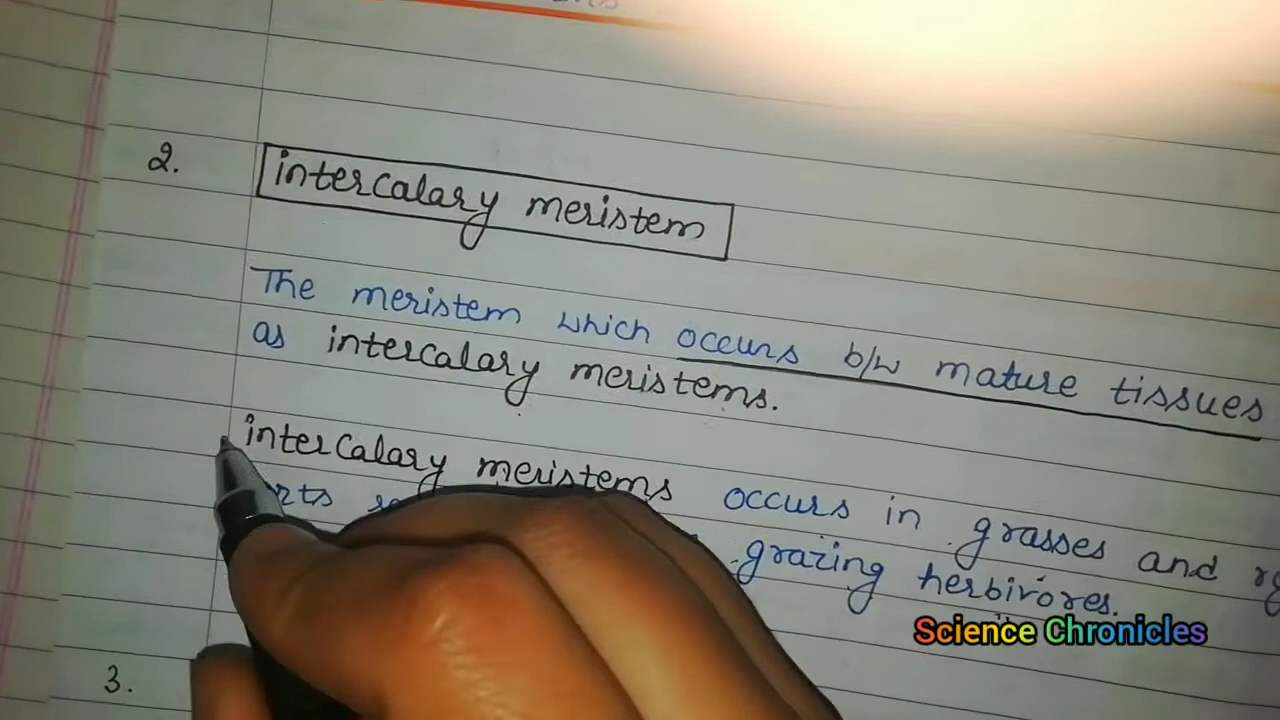 2.
intercalary meristem
The meristem which occurs b/w mature tissues
as intercalary meristems.
intercalary meristems occurs in grasses and
grazing herbivores.
Science Chronicles
3.